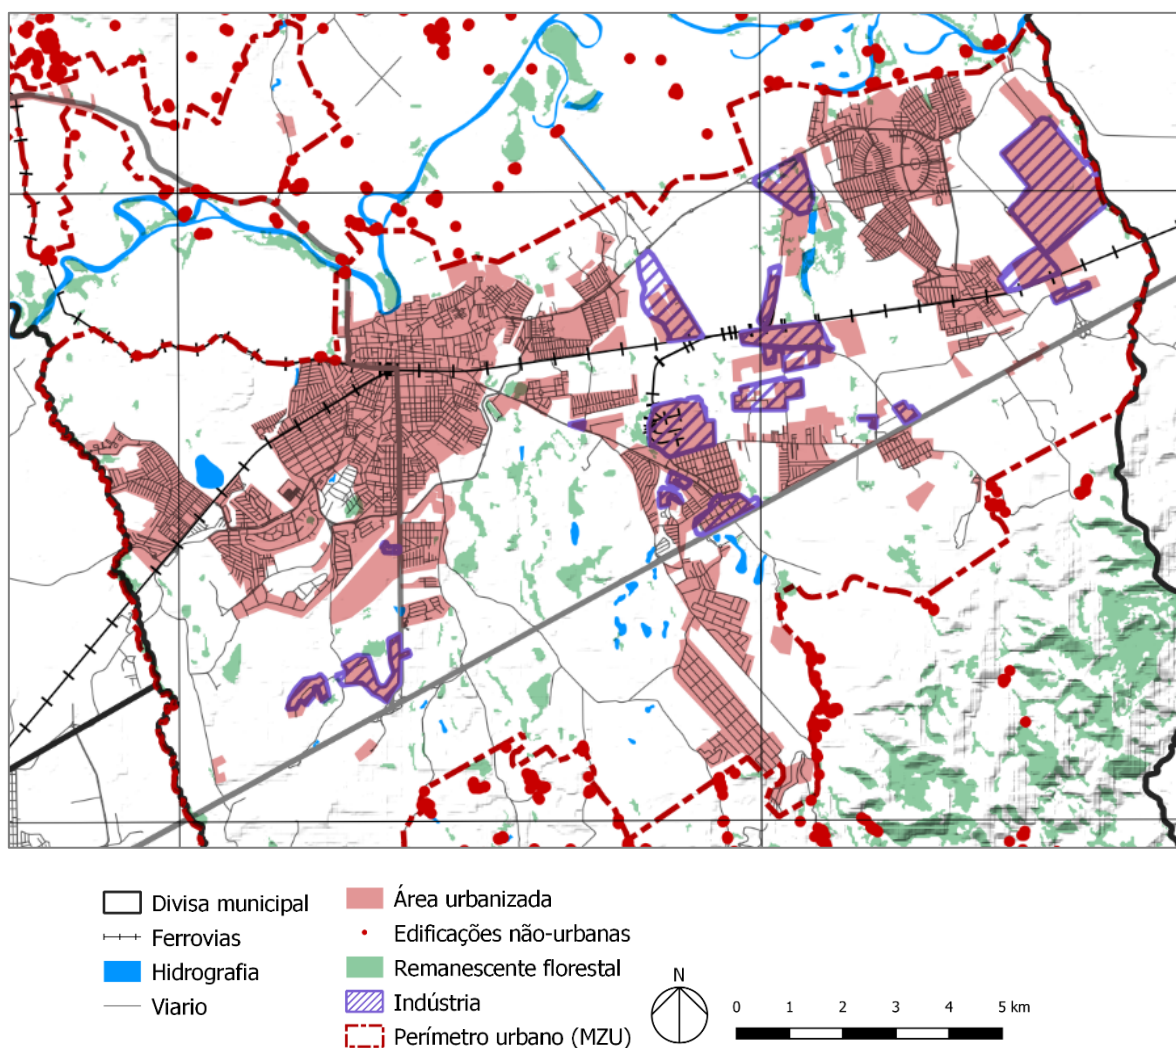 Divisa municipal
Ferrovias
Hidrografia
Viario
Área urbanizada
Edificações não-urbanas
Remanescente florestal
Indústria
Perímetro urbano (MZU)
N
0 1 2 3 4 5 km